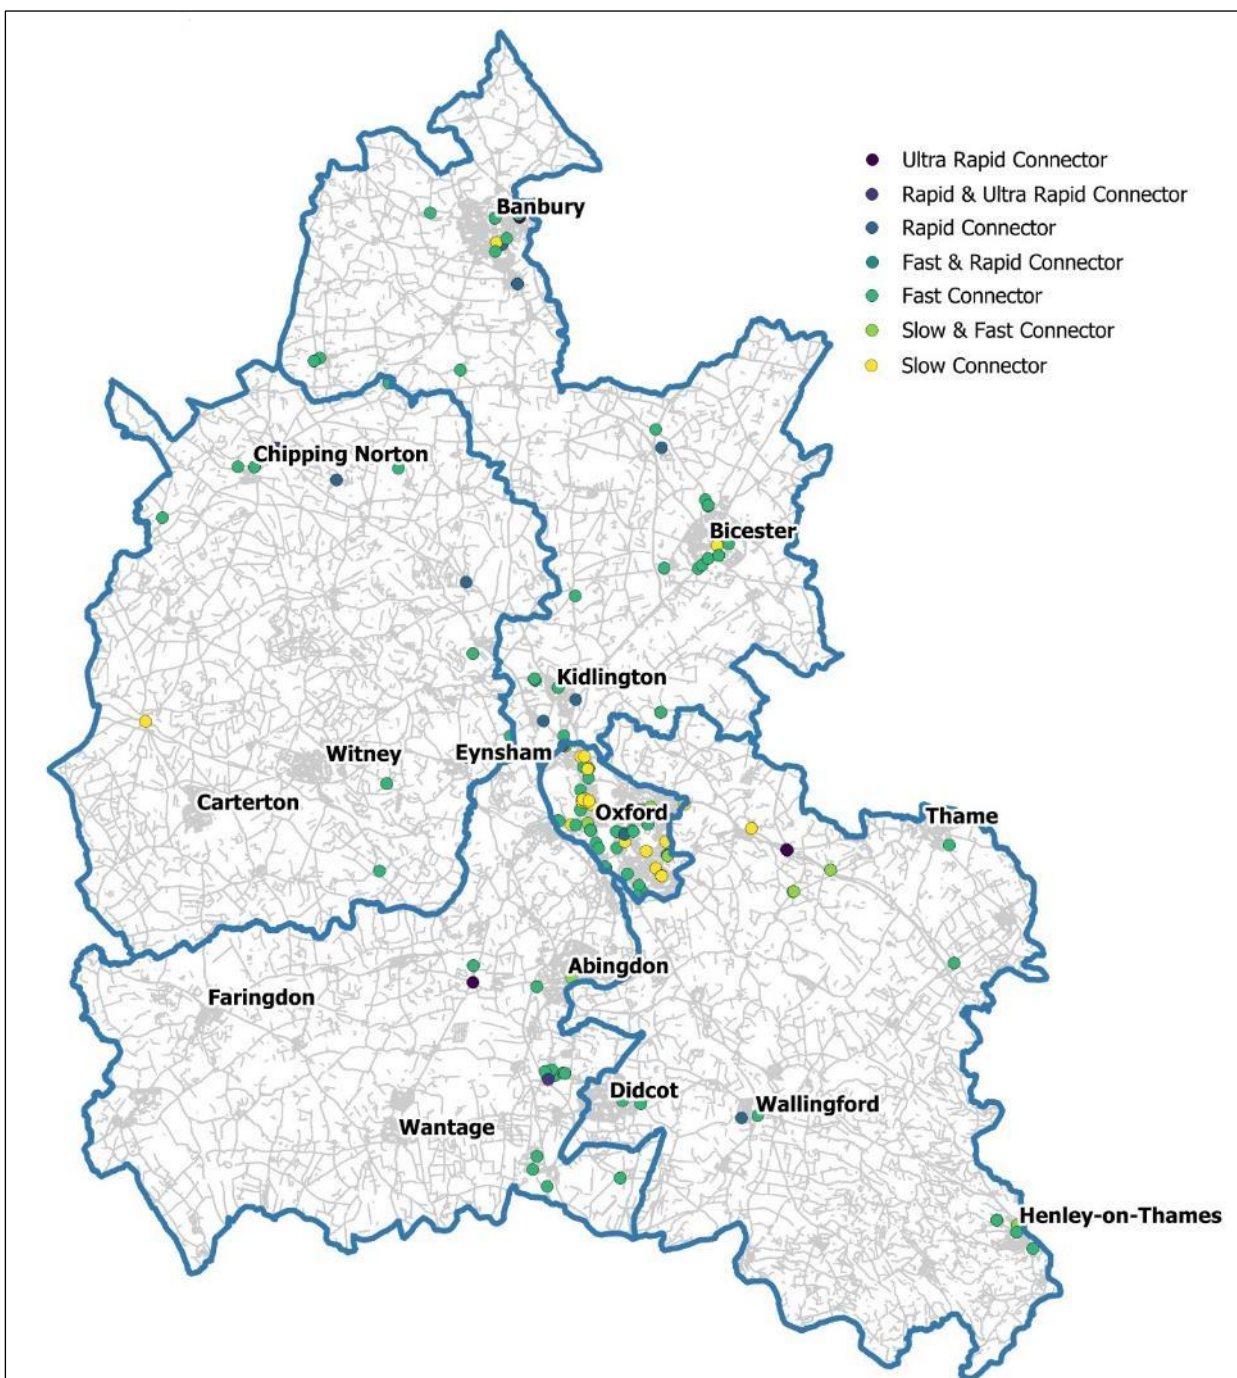 Ultra Rapid Connector
Rapid & Ultra Rapid Connector
Rapid Connector
Fast & Rapid Connector
Fast Connector
Slow & Fast Connector
Slow Connector
Banbury
Chipping Norton
Bicester
Kidlington
Eynsham
Witney
Carterton
Oxford
Thame
Abingdon
Faringdon
Didcot
Wallingford
Wantage
Henley-on-Thames